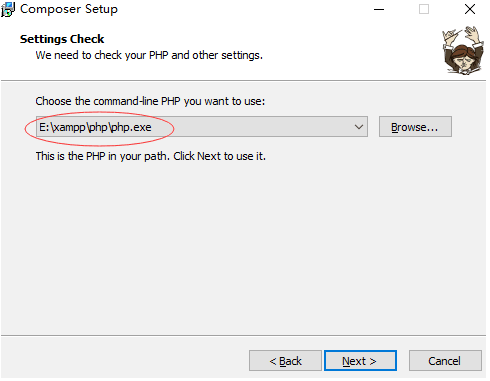 Composer Setup
Settings Check
We need to check your PHP and other settings.
Choose the command-line PHP you want to use:
E:\xampp\php\php.exe
Browse...
This is the PHP in your path. Click Next to use it.
< Back
Next >
Cancel